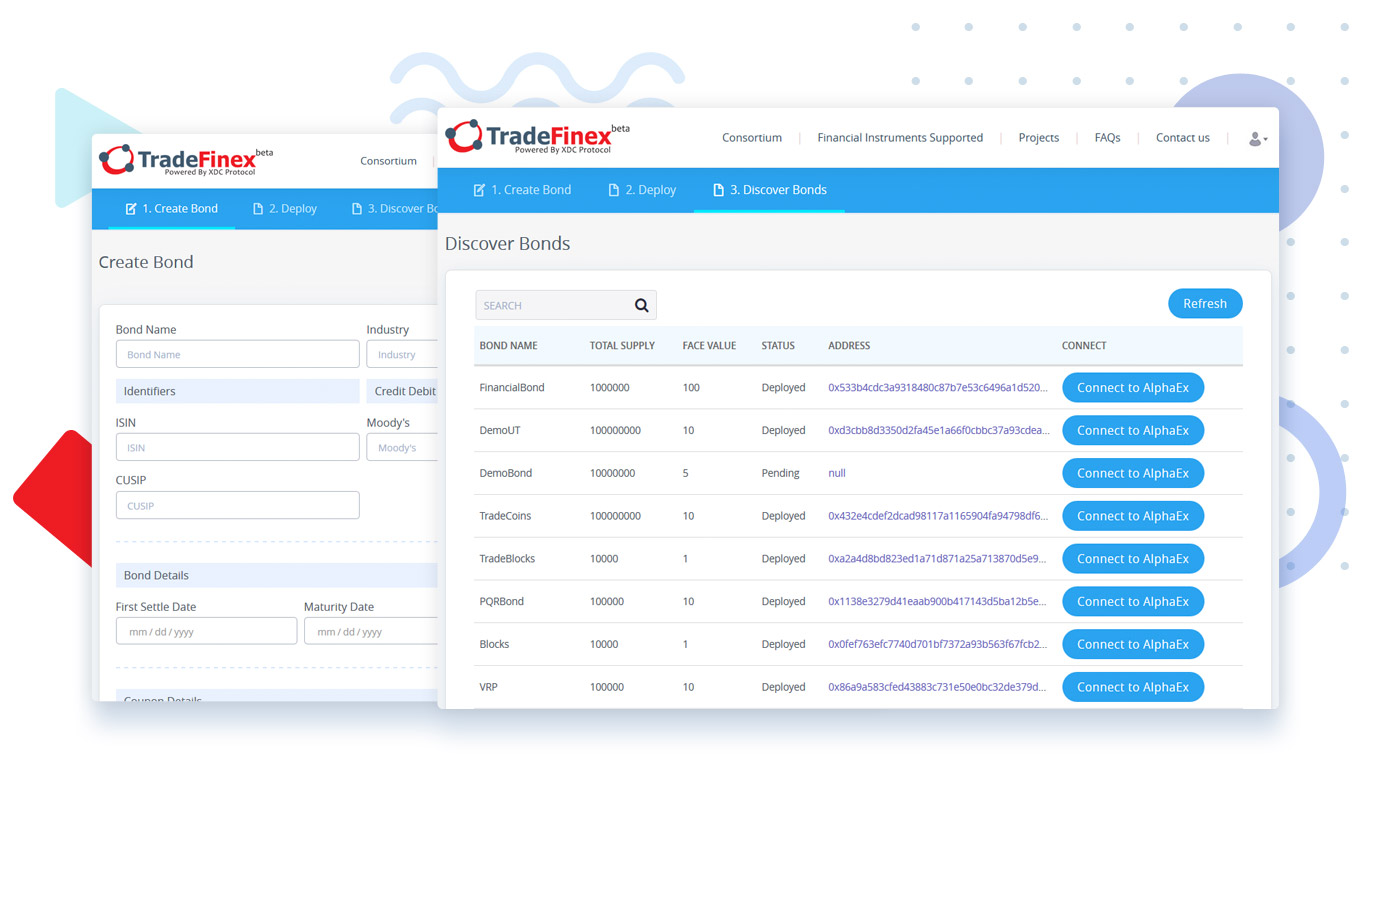 TradeFinex beta
Powered By XDC Protocol
Consortium
1. Create Bond 2. Deploy 3. Discover Bo
Create Bond
Bond Name Industry
Bond Name Industry
Identifiers Credit Debit
ISIN Moody's
ISIN Moody's
CUSIP
CUSIP
Bond Details
First Settle Date Maturity Date
mm / dd / yyyy mm / dd / yyyy
Coupon Details
TradeFinex beta
Powered By XDC Protocol
Consortium Financial Instruments Supported Projects FAQs Contact us
1. Create Bond 2. Deploy 3. Discover Bonds
Discover Bonds
SEARCH Refresh
BOND NAME TOTAL SUPPLY FACE VALUE STATUS ADDRESS CONNECT
FinancialBond 1000000 100 Deployed 0x533b4cdc3a9318480c87b7e53c6496a1d520... Connect to AlphaEx
DemoUT 100000000 10 Deployed 0xd3cbb8d3350d2fa45e1a66f0cbbc37a93cdea... Connect to AlphaEx
DemoBond 10000000 5 Pending null Connect to AlphaEx
TradeCoins 100000000 10 Deployed 0x432e4cdef2dcad98117a1165904fa94798df6... Connect to AlphaEx
TradeBlocks 10000 1 Deployed 0xa2a4d8bd823ed1a71d871a25a713870d5e9... Connect to AlphaEx
PQRBond 100000 10 Deployed 0x1138e3279d41eaab900b417143d5ba12b5e... Connect to AlphaEx
Blocks 10000 1 Deployed 0x0fef763efc7740d701bf7372a93b563f67fcb2... Connect to AlphaEx
VRP 100000 10 Deployed 0x86a9a583cfed43883c731e50e0bc32de379d... Connect to AlphaEx